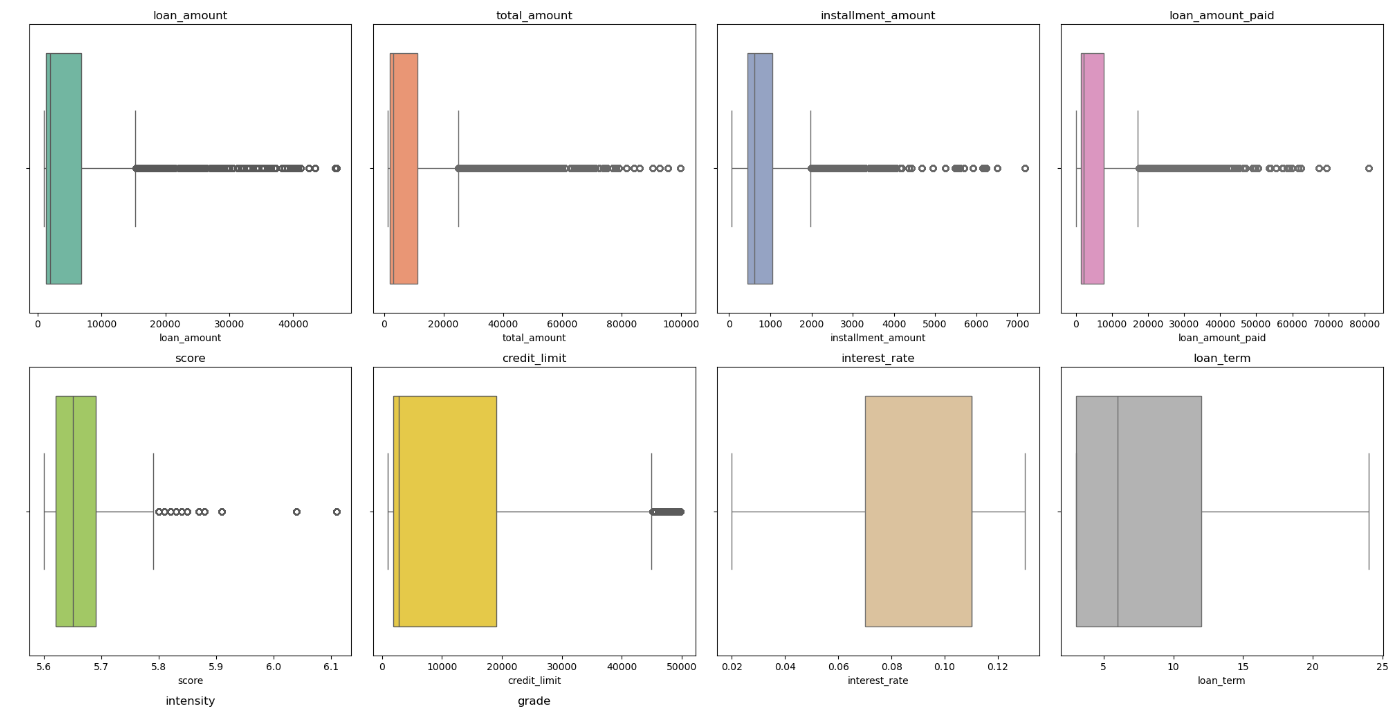 loan_amount total_amount installment_amount loan_amount_paid
0 10000 20000 30000 40000 0 20000 40000 60000 80000 100000 0 1000 2000 3000 4000 5000 6000 7000 0 10000 20000 30000 40000 50000 60000 70000 80000
loan_amount total_amount installment_amount loan_amount_paid
score credit_limit interest_rate loan_term
5.6 5.7 5.8 5.9 6.0 6.1 0 10000 20000 30000 40000 50000 0.02 0.04 0.06 0.08 0.10 0.12 5 10 15 20 25
score credit_limit interest_rate loan_term
intensity grade